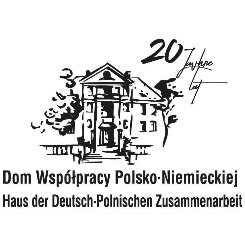 20 Jahre
lat
Dom Współpracy Polsko-Niemieckiej
Haus der Deutsch-Polnischen Zusammenarbeit